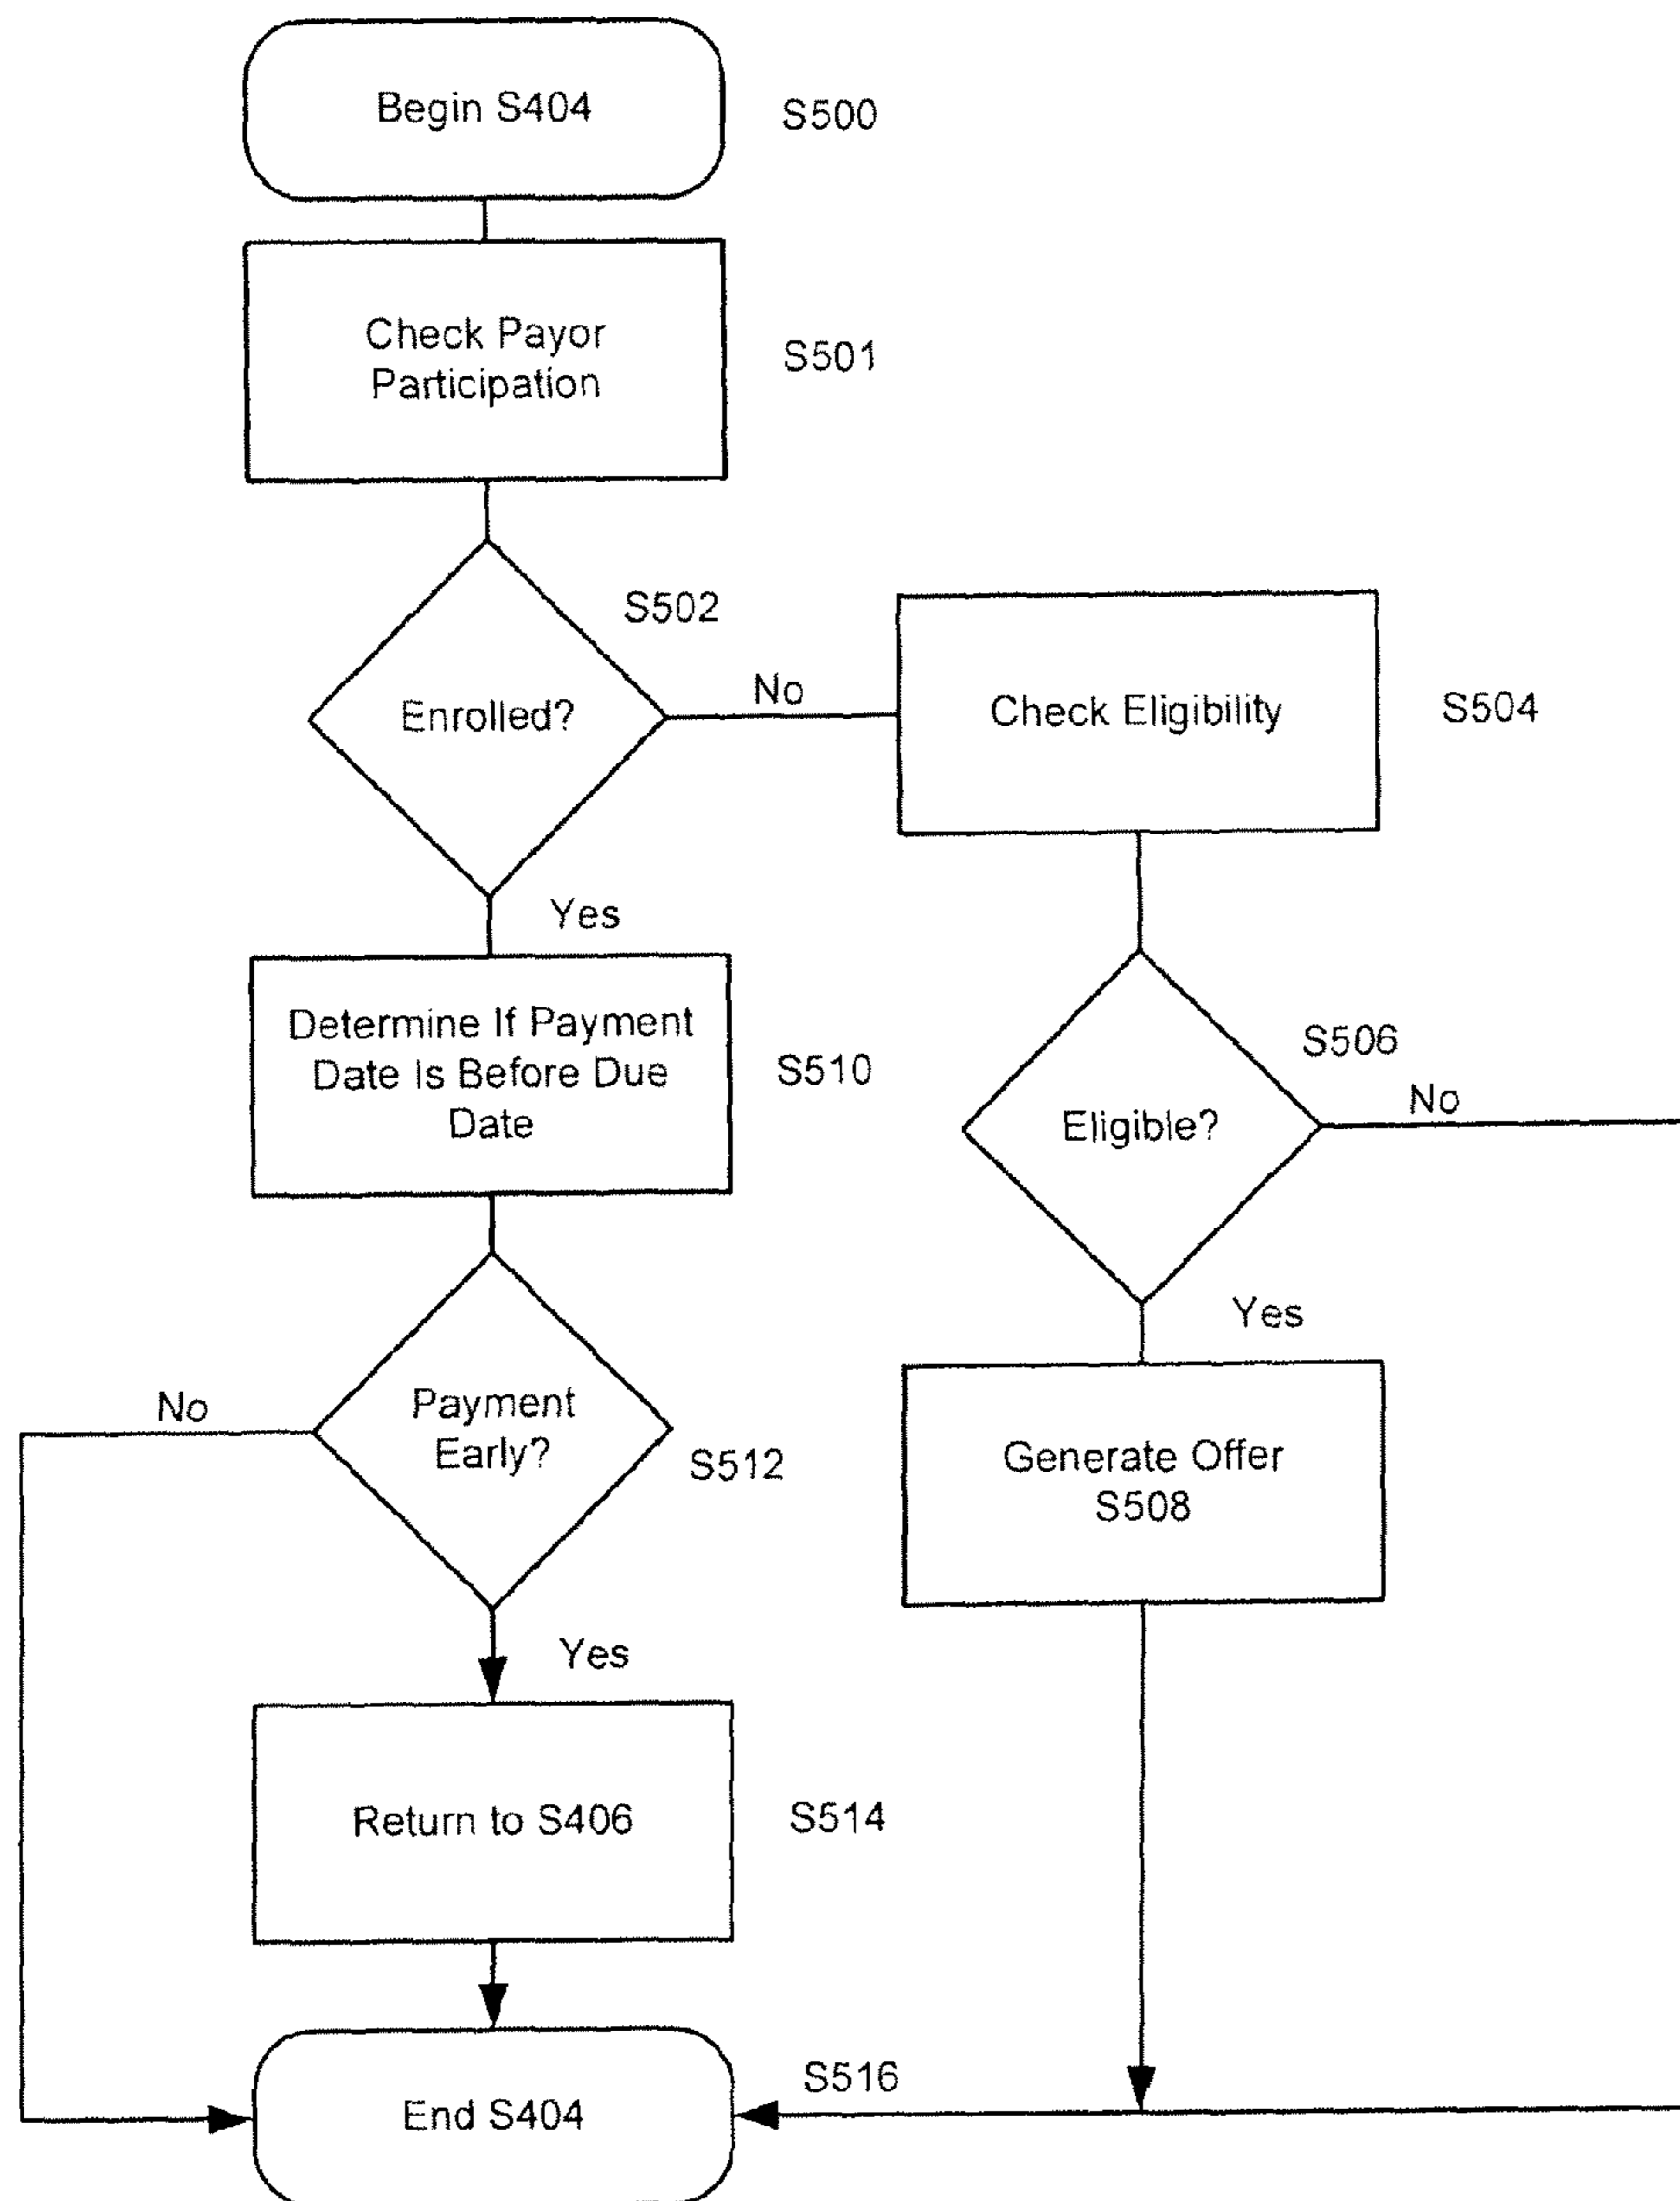 Begin S404
S500
Check Payor
Participation
S501
S502
Enrolled?
No
Check Eligibility
S504
Yes
Determine If Payment
Date Is Before Due
Date
S510
S506
Eligible?
No
Yes
Payment
Early?
S512
No
Generate Offer
S508
Yes
Return to S406
S514
End S404
S516